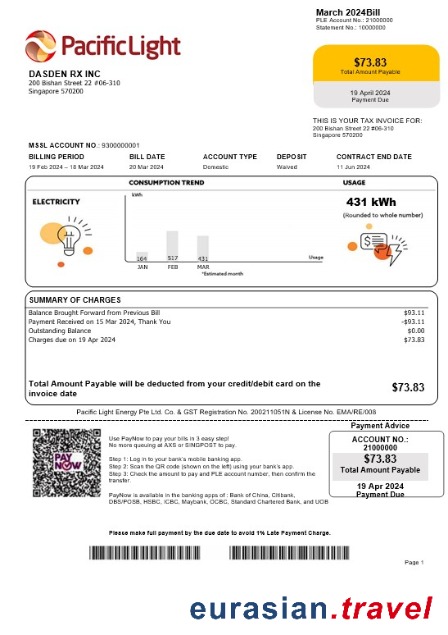 March 2024Bill
PLE Account No.: 21000000
Statement No.: 10000000
PacificLight
$73.83
Total Amount Payable
19 April 2024
Payment Due
DASDEN RX INC
200 Bishan Street 22 #06-310
Singapore 570200
THIS IS YOUR TAX INVOICE FOR:
200 Bishan Street 22 #06-310
Singapore 570200
MSSL ACCOUNT NO.: 9300000001
BILLING PERIOD BILL DATE ACCOUNT TYPE DEPOSIT CONTRACT END DATE
19 Feb 2024 – 18 Mar 2024 20 Mar 2024 Domestic Waived 11 Jun 2024
CONSUMPTION TREND USAGE
kWh
ELECTRICITY
431 kWh
(Rounded to whole number)
164 517 431 Usage
JAN FEB MAR
*Estimated month
SUMMARY OF CHARGES
Balance Brought Forward from Previous Bill $93.11
Payment Received on 15 Mar 2024, Thank You -$93.11
Outstanding Balance $0.00
Charges due on 19 Apr 2024 $73.83
Total Amount Payable will be deducted from your credit/debit card on the
invoice date $73.83
Pacific Light Energy Pte Ltd. Co. & GST Registration No. 200211051N & License No. EMA/RE/008
Payment Advice
PAY
NOW
Use PayNow to pay your bills in 3 easy step!
No more queuing at AXS or SINGPOST to pay.
Step 1: Log in to your bank's mobile banking app.
Step 2: Scan the QR code (shown on the left) using your bank's app.
Step 3: Check the amount to pay and PLE account number, then confirm the
transfer.
PayNow is available in the banking apps of : Bank of China, Citibank,
DBS/POSB, HSBC, ICBC, Maybank, OCBC, Standard Chartered Bank, and UOB
ACCOUNT NO.:
21000000
$73.83
Total Amount Payable
19 Apr 2024
Payment Due
Please make full payment by the due date to avoid 1% Late Payment Charge.
Page 1
eurasian.travel